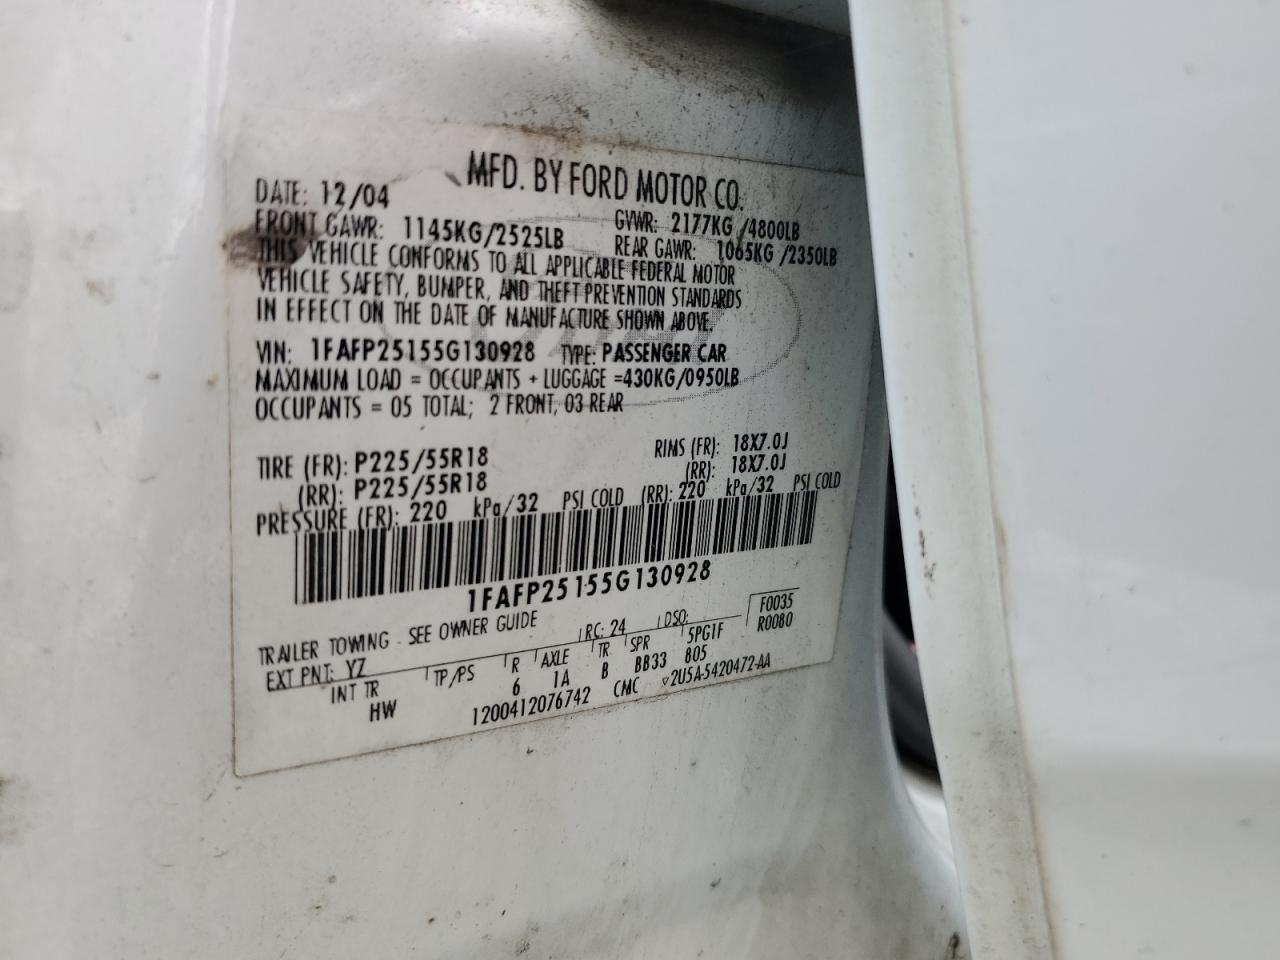 MFD. BY FORD MOTOR CO.
DATE: 12/04
FRONT GAWR: 1145KG/2525LB GVWR: 2177KG/4800LB
REAR GAWR: 1065KG/2350LB
THIS VEHICLE CONFORMS TO ALL APPLICABLE FEDERAL MOTOR
VEHICLE SAFETY, BUMPER, AND THEFT PREVENTION STANDARDS
IN EFFECT ON THE DATE OF MANUFACTURE SHOWN ABOVE.
VIN: 1FAFP25155G130928 TYPE: PASSENGER CAR
MAXIMUM LOAD = OCCUPANTS + LUGGAGE =430KG/0950LB
OCCUPANTS = 05 TOTAL; 2 FRONT, 03 REAR
TIRE (FR): P225/55R18 RIMS (FR): 18X7.0J
(RR): P225/55R18 (RR): 18X7.0J
PRESSURE (FR): 220 kPa/32 PSI COLD (RR): 220 kPa/32 PSI COLD
1FAFP25155G130928
TRAILER TOWING - SEE OWNER GUIDE
EXT PNT: YZ RC: 24 DSO: F0035
INT TR TP/PS R AXLE TR SPR 5PG1F R0080
HW 6 1A B BB33 805
1200412076742 CMC v2U5A-5420472-AA